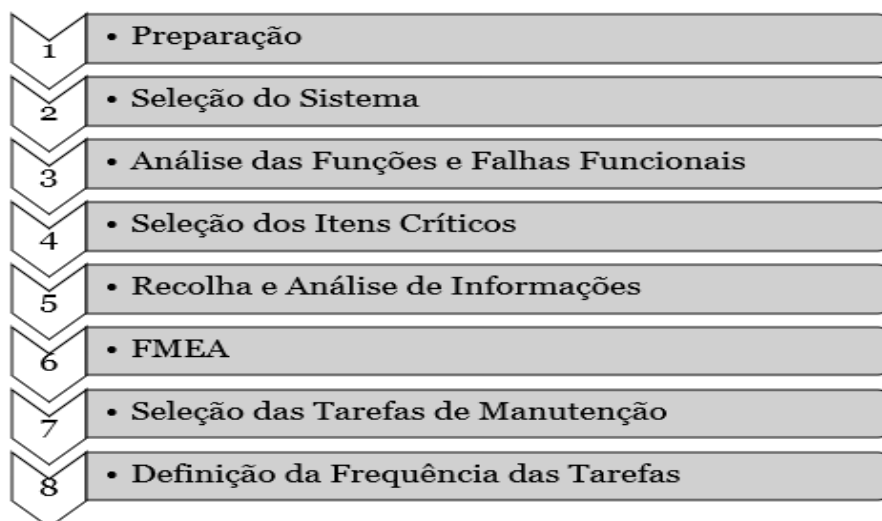 1 • Preparação
2 • Seleção do Sistema
3 • Análise das Funções e Falhas Funcionais
4 • Seleção dos Itens Críticos
5 • Recolha e Análise de Informações
6 • FMEA
7 • Seleção das Tarefas de Manutenção
8 • Definição da Frequência das Tarefas